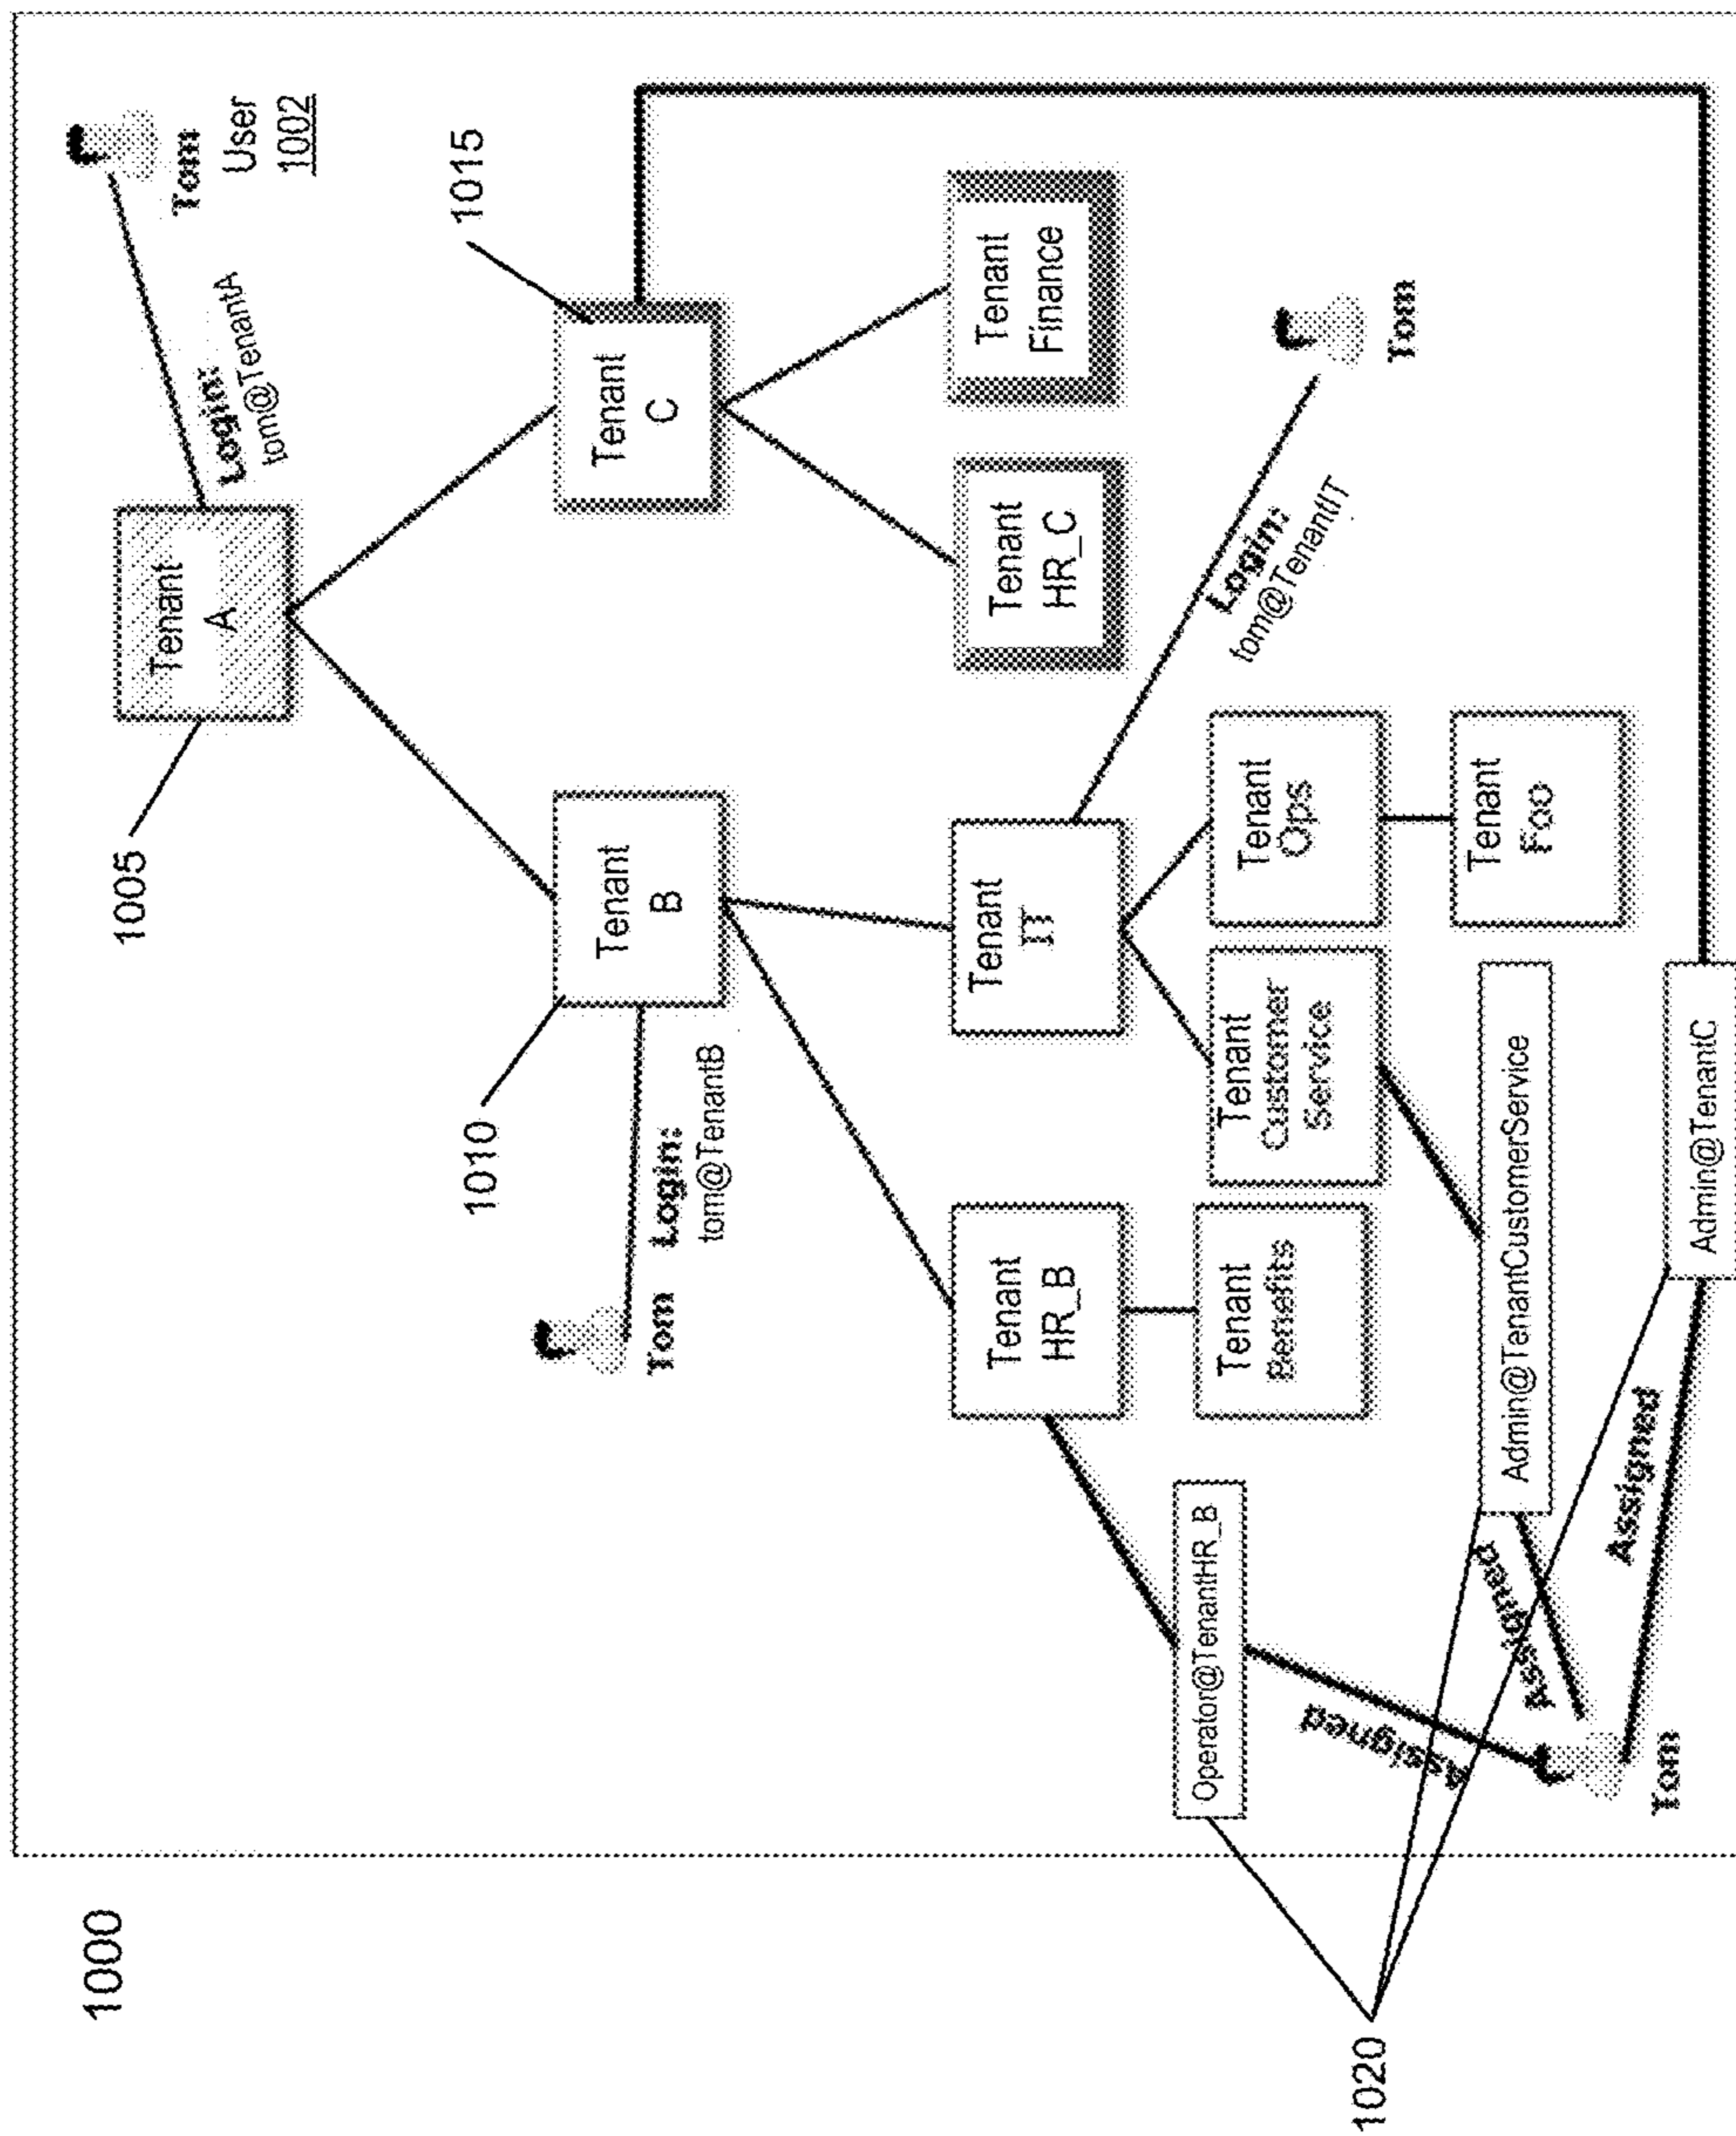 1000
1005
Tenant
A
Tom
User
1002
Login:
tom@TenantA
1010
1015
Tenant
B
Tenant
C
Tom
Login:
tom@TenantB
Tenant
HR_B
Tenant
IT
Tenant
HR_C
Tenant
Finance
Operator@TenantHR_B
Tenant
Benefits
Tenant
Customer
Service
Tenant
Ops
Login:
tom@TenantIT
Tom
1020
Assigned
Tenant
Foo
Assigned
Admin@TenantCustomerService
Tom
Assigned
Admin@TenantC